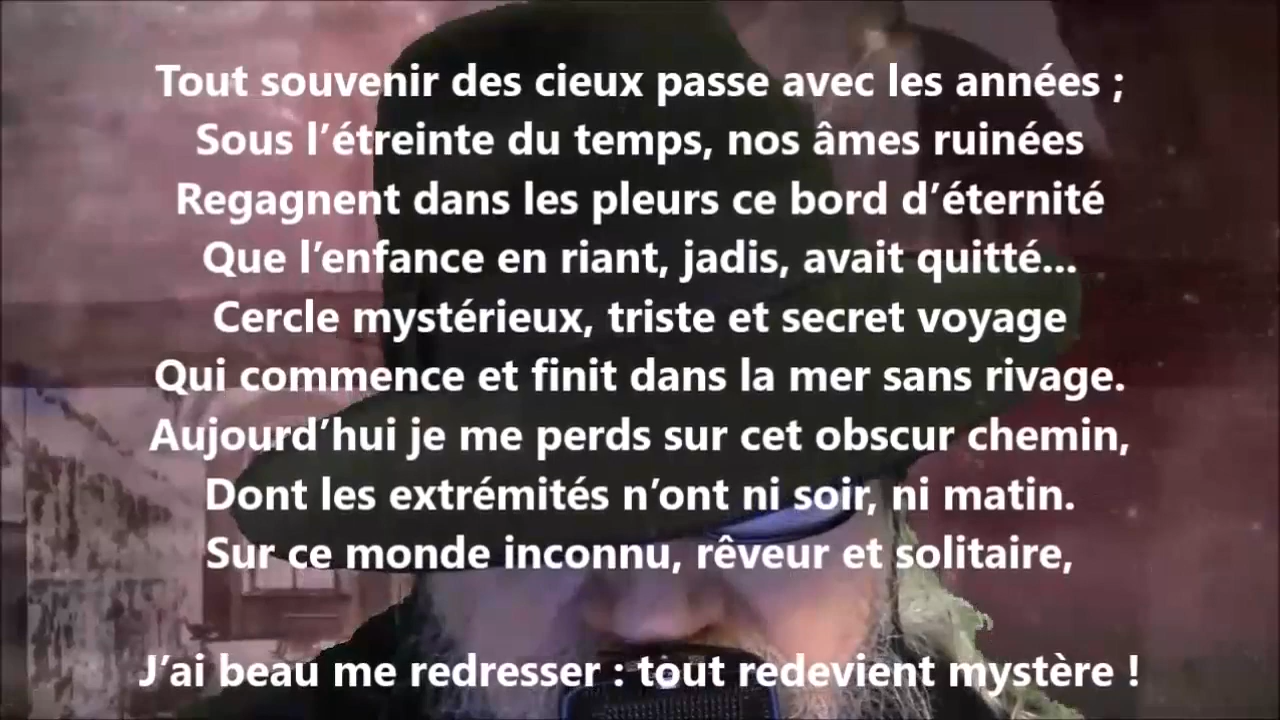 Tout souvenir des cieux passe avec les années ;
Sous l’étreinte du temps, nos âmes ruinées
Regagnent dans les pleurs ce bord d’éternité
Que l’enfance en riant, jadis, avait quitté...
Cercle mystérieux, triste et secret voyage
Qui commence et finit dans la mer sans rivage.
Aujourd’hui je me perds sur cet obscur chemin,
Dont les extrémités n’ont ni soir, ni matin.
Sur ce monde inconnu, rêveur et solitaire,
J’ai beau me redresser : tout redevient mystère !